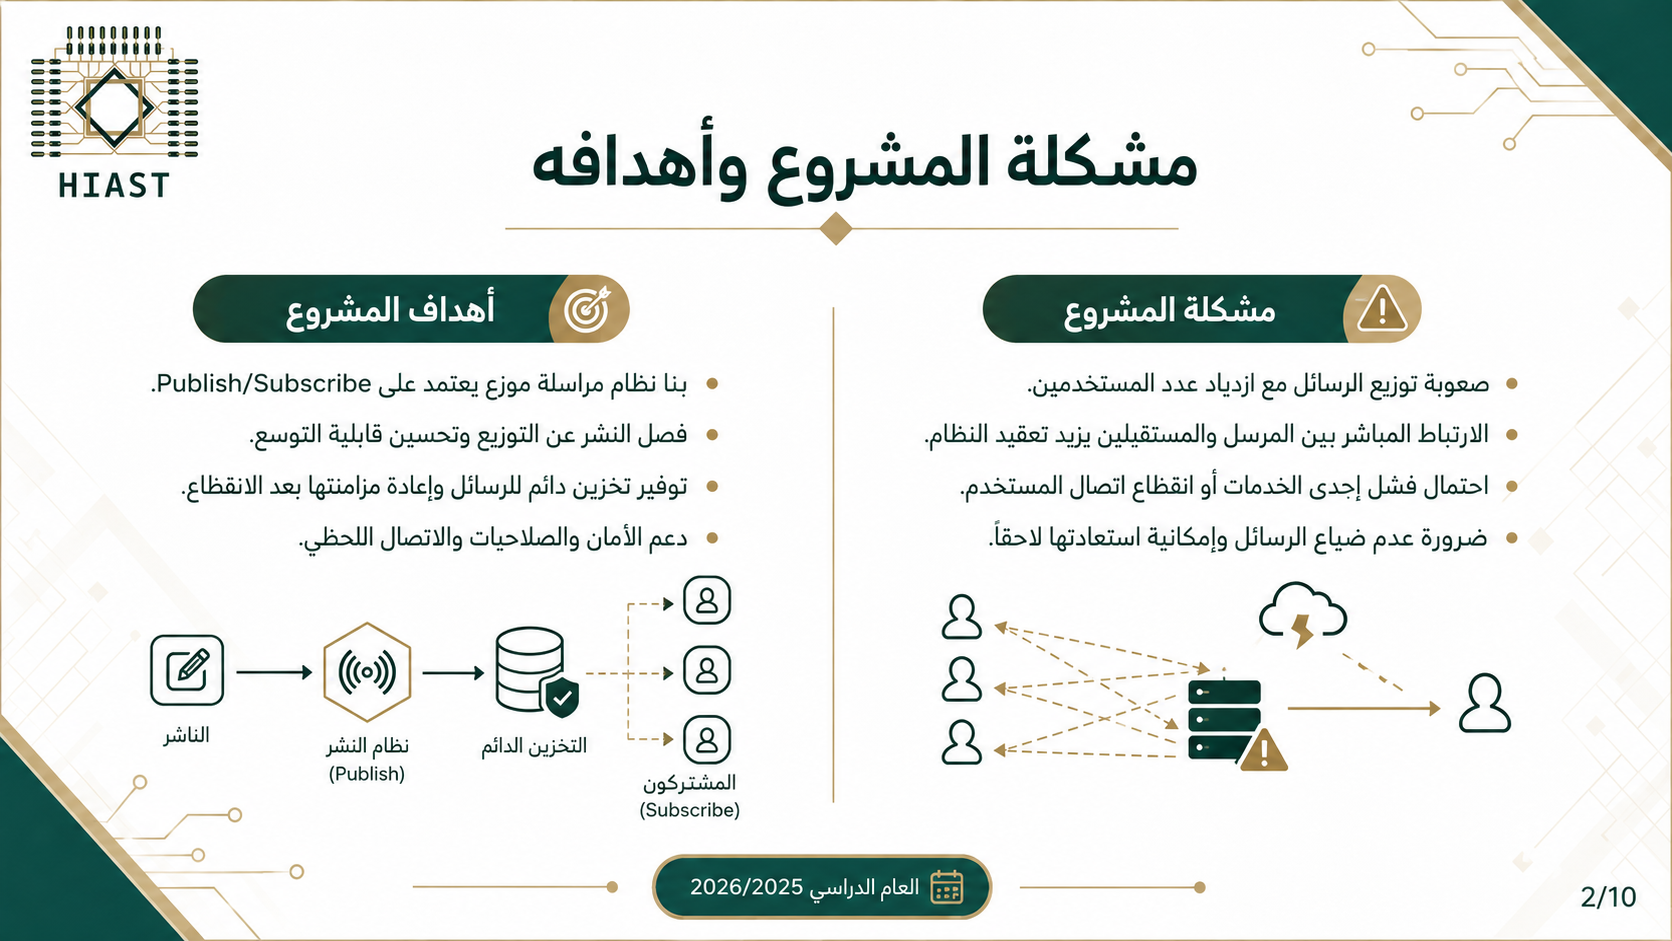 HIAST
مشكلة المشروع وأهدافه
مشكلة المشروع
صعوبة توزيع الرسائل مع ازدياد عدد المستخدمين.
الارتباط المباشر بين المرسل والمستقيلين يزيد تعقيد النظام.
احتمال فشل إجدى الخدمات أو انقظاع اتصال المستخدم.
ضرورة عدم ضياع الرسائل وإمكانية استعادتها لاحقاً.
أهداف المشروع
بنا نظام مراسلة موزع يعتمد على Publish/Subscribe.
فصل النشر عن التوزيع وتحسين قابلية التوسع.
توفير تخزين دائم للرسائل وإعادة مزامنتها بعد الانقظاع.
دعم الأمان والصلاحيات والاتصال اللحظي.
الناشر
نظام النشر
(Publish)
التخزين الدائم
المشتركون
(Subscribe)
العام الدراسي 2026/2025
2/10